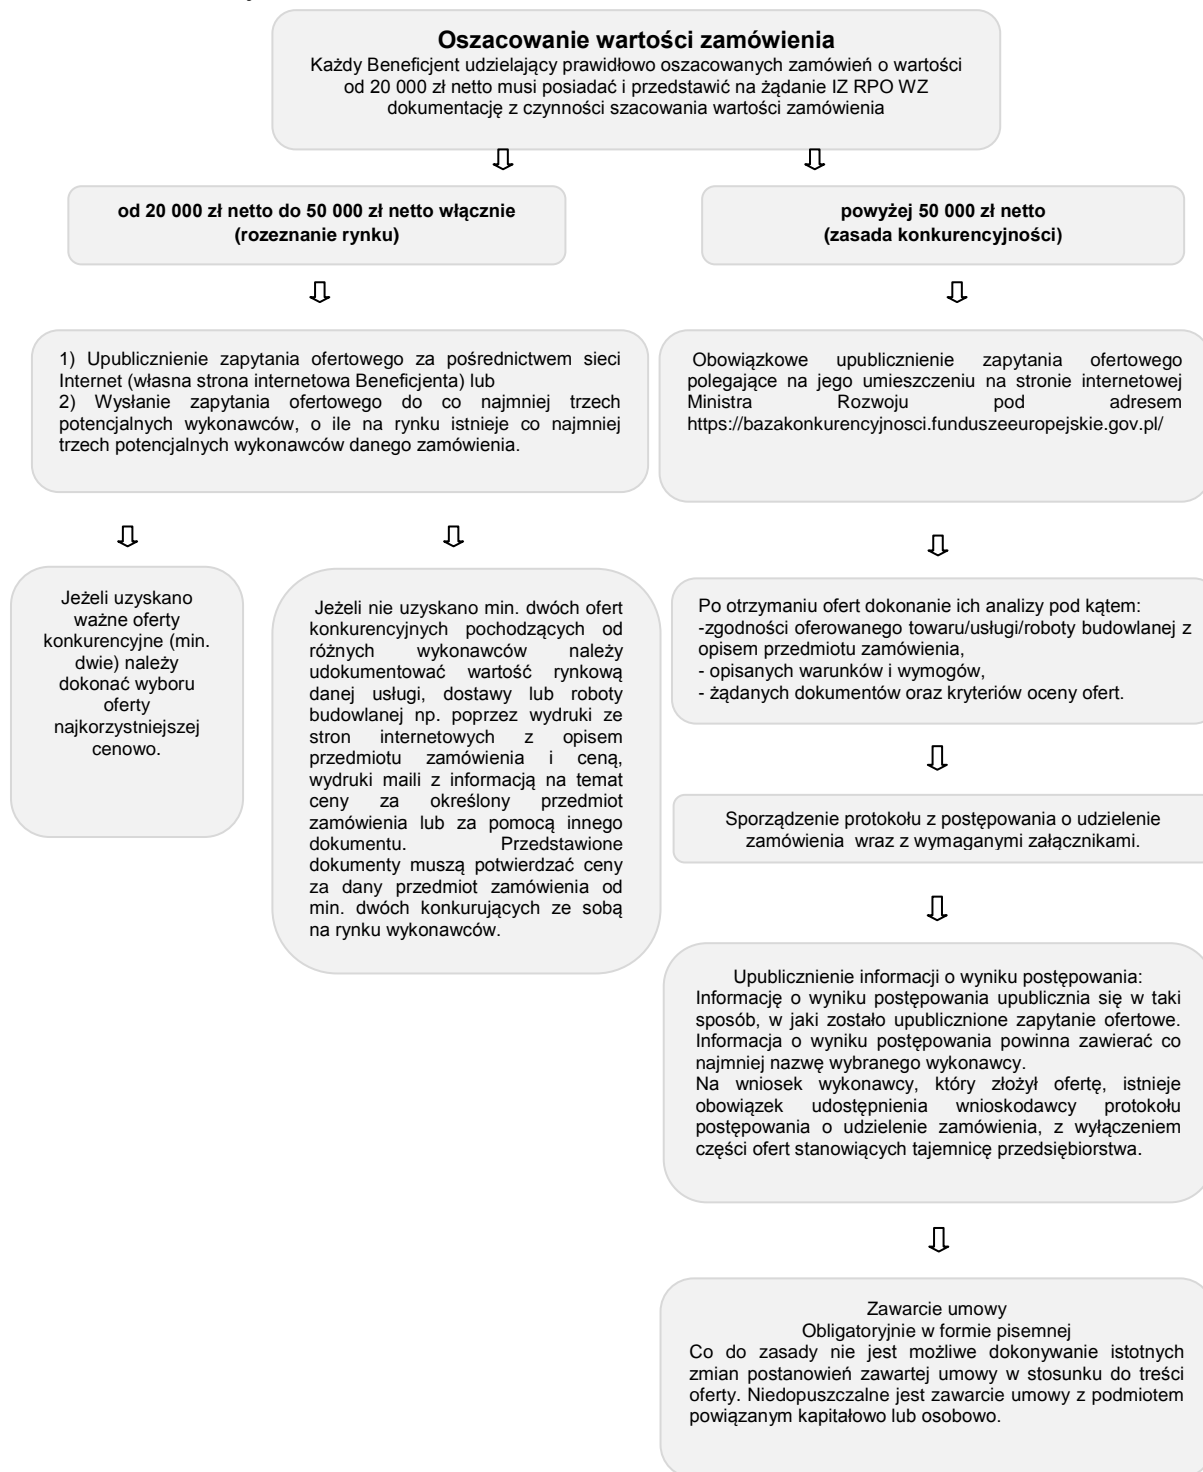 Oszacowanie wartości zamówienia
Każdy Beneficjent udzielający prawidłowo oszacowanych zamówień o wartości
od 20 000 zł netto musi posiadać i przedstawić na żądanie IZ RPO WZ
dokumentację z czynności szacowania wartości zamówienia
od 20 000 zł netto do 50 000 zł netto włącznie
(rozeznanie rynku)
powyżej 50 000 zł netto
(zasada konkurencyjności)
1) Upublicznienie zapytania ofertowego za pośrednictwem sieci
Internet (własna strona internetowa Beneficjenta) lub
2) Wysłanie zapytania ofertowego do co najmniej trzech
potencjalnych wykonawców, o ile na rynku istnieje co najmniej
trzech potencjalnych wykonawców danego zamówienia.
Obowiązkowe upublicznienie zapytania ofertowego
polegające na jego umieszczeniu na stronie internetowej
Ministra Rozwoju pod adresem
https://bazakonkurencyjnosci.funduszeeuropejskie.gov.pl/
Jeżeli uzyskano
ważne oferty
konkurencyjne (min.
dwie) należy
dokonać wyboru
oferty
najkorzystniejszej
cenowo.
Jeżeli nie uzyskano min. dwóch ofert
konkurencyjnych pochodzących od
różnych wykonawców należy
udokumentować wartość rynkową
danej usługi, dostawy lub roboty
budowlanej np. poprzez wydruki ze
stron internetowych z opisem
przedmiotu zamówienia i ceną,
wydruki maili z informacją na temat
ceny za określony przedmiot
zamówienia lub za pomocą innego
dokumentu. Przedstawione
dokumenty muszą potwierdzać ceny
za dany przedmiot zamówienia od
min. dwóch konkurujących ze sobą
na rynku wykonawców.
Po otrzymaniu ofert dokonanie ich analizy pod kątem:
-zgodności oferowanego towaru/usługi/roboty budowlanej z
opisem przedmiotu zamówienia,
- opisanych warunków i wymogów,
- żądanych dokumentów oraz kryteriów oceny ofert.
Sporządzenie protokołu z postępowania o udzielenie
zamówienia wraz z wymaganymi załącznikami.
Upublicznienie informacji o wyniku postępowania:
Informację o wyniku postępowania upublicznia się w taki
sposób, w jaki zostało upublicznione zapytanie ofertowe.
Informacja o wyniku postępowania powinna zawierać co
najmniej nazwę wybranego wykonawcy.
Na wniosek wykonawcy, który złożył ofertę, istnieje
obowiązek udostępnienia wnioskodawcy protokołu
postępowania o udzielenie zamówienia, z wyłączeniem
części ofert stanowiących tajemnicę przedsiębiorstwa.
Zawarcie umowy
Obligatoryjnie w formie pisemnej
Co do zasady nie jest możliwe dokonywanie istotnych
zmian postanowień zawartej umowy w stosunku do treści
oferty. Niedopuszczalne jest zawarcie umowy z podmiotem
powiązanym kapitałowo lub osobowo.